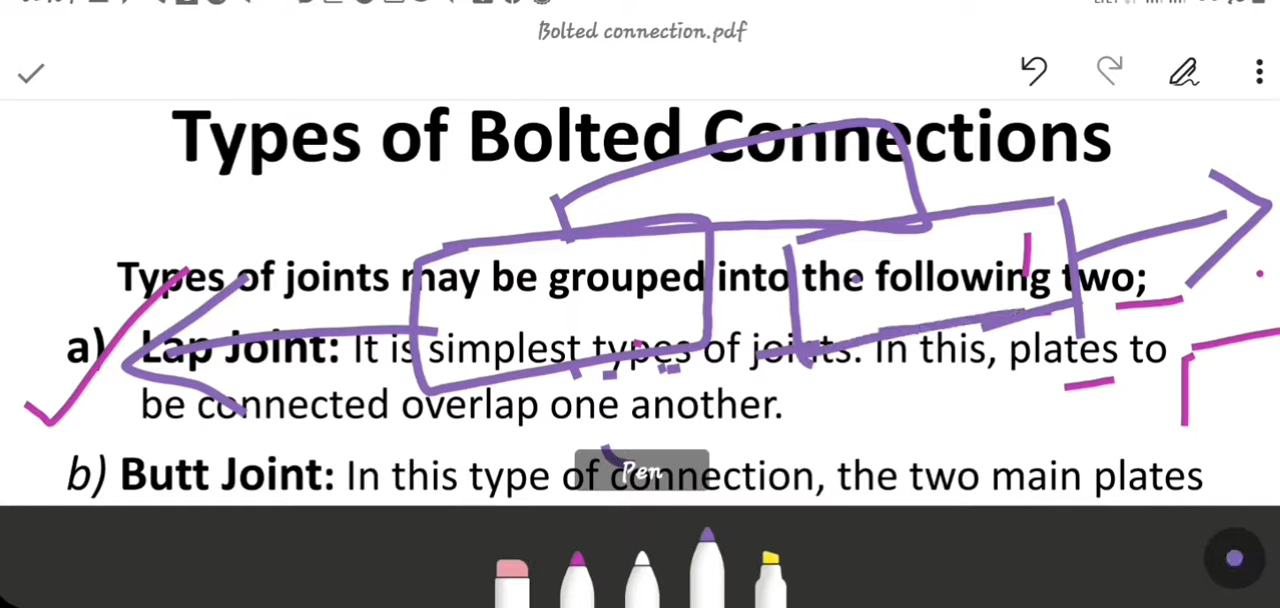 Bolted connection.pdf
Types of Bolted Connections
Types of joints may be grouped into the following two;
a) Lap Joint: It is simplest types of joints. In this, plates to
be connected overlap one another.
b) Butt Joint: In this type of connection, the two main plates
Pen